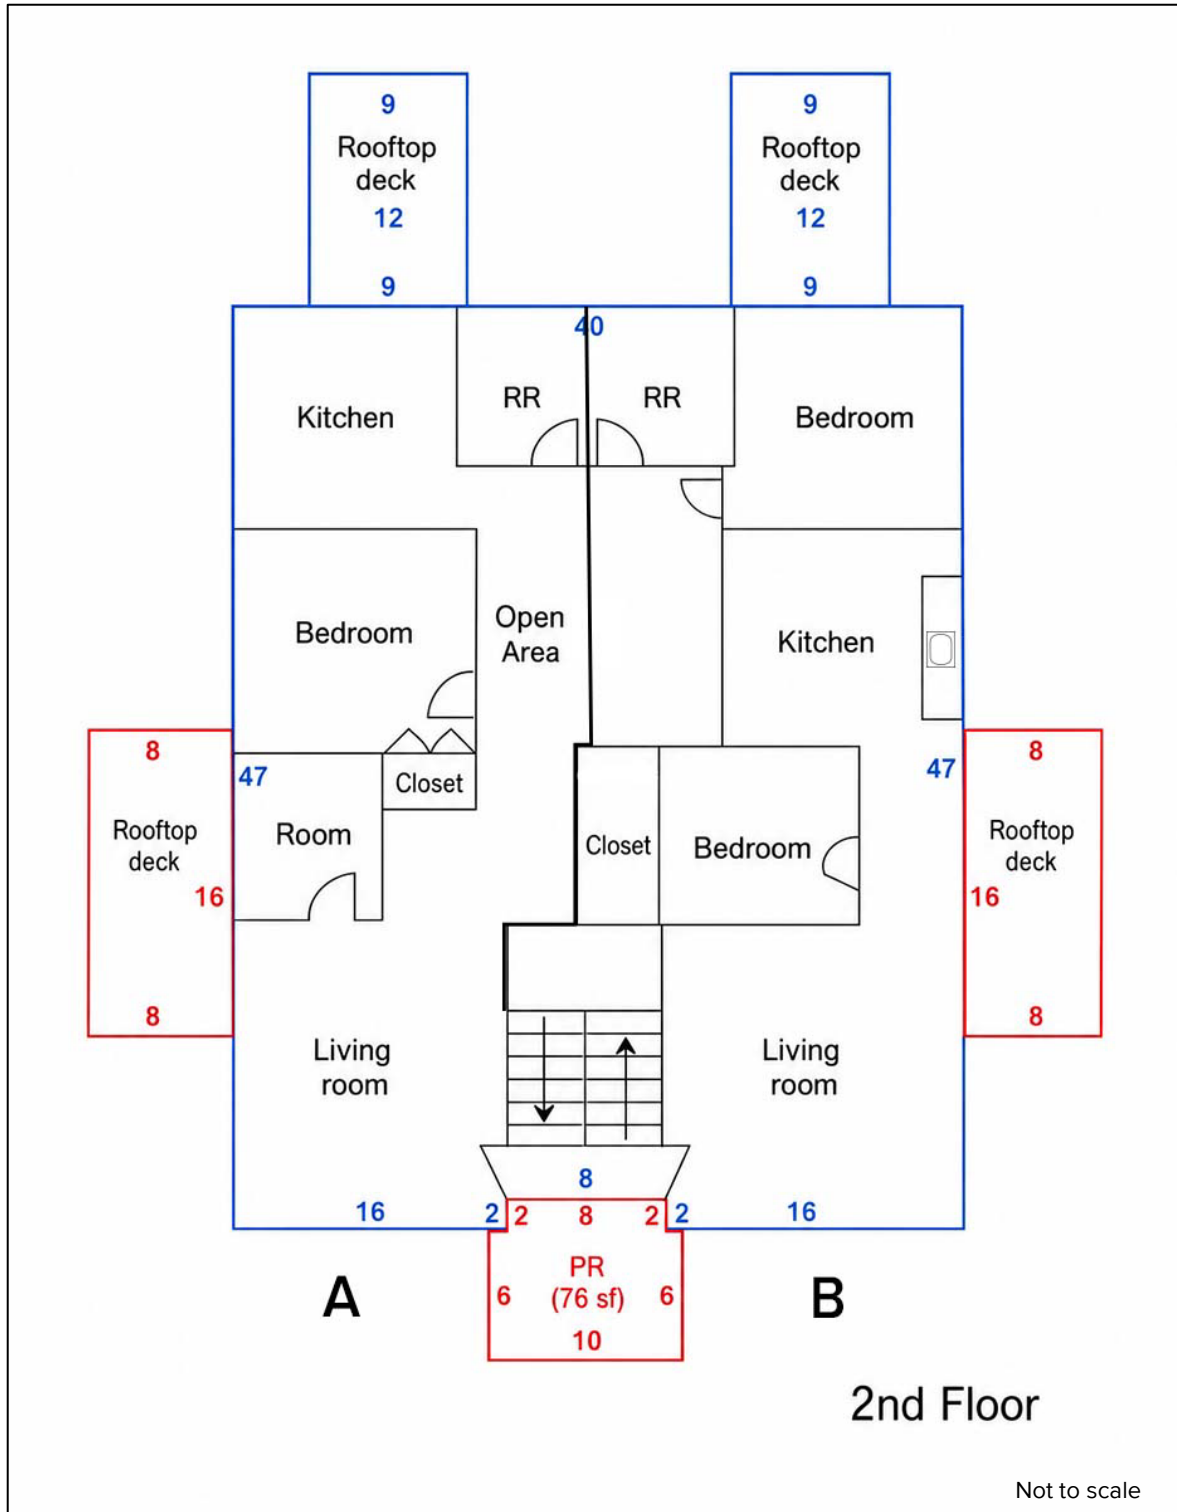 9
9
Rooftop
deck
Rooftop
deck
12
12
9
9
40
RR
RR
Kitchen
Bedroom
Open
Area
Bedroom
Kitchen
8
8
47
47
Closet
Rooftop
deck
Room
Closet
Bedroom
Rooftop
deck
16
16
8
8
Living
room
Living
room
8
16
2
2
8
2
2
16
PR
(76 sf)
6
6
10
A
B
2nd Floor
Not to scale